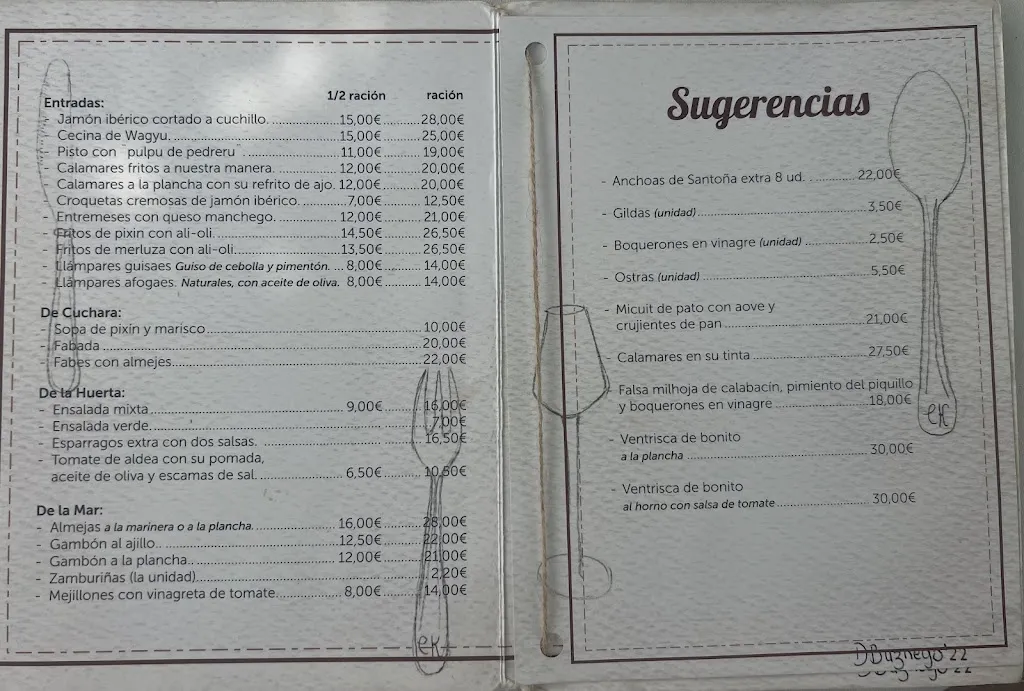 1/2 ración ración
Entradas:
- Jamón ibérico cortado a cuchillo. 15,00€ 28,00€
- Cecina de Wagyu. 15,00€ 25,00€
- Pisto con ¨pulpu de pedreru¨. 11,00€ 19,00€
- Calamares fritos a nuestra manera. 12,00€ 20,00€
- Calamares a la plancha con su refrito de ajo. 12,00€ 20,00€
Croquetas cremosas de jamón ibérico. 7,00€ 12,50€
- Entremeses con queso manchego. 12,00€ 21,00€
- Fritos de pixin con ali-oli. 14,50€ 26,50€
- Fritos de merluza con ali-oli. 13,50€ 26,50€
- Llámpares guisaes Guiso de cebolla y pimentón. 8,00€ 14,00€
- Llámpares afogaes. Naturales, con aceite de oliva. 8,00€ 14,00€
De Cuchara:
- Sopa de pixín y marisco 10,00€
- Fabada 20,00€
- Fabes con almejes 22,00€
De la Huerta:
- Ensalada mixta 9,00€ 16,00€
- Ensalada verde 7,00€
- Esparragos extra con dos salsas. 16,50€
- Tomate de aldea con su pomada,
aceite de oliva y escamas de sal. 6,50€ 10,50€
De la Mar:
- Almejas a la marinera o a la plancha. 16,00€ 28,00€
- Gambón al ajillo.. 12,50€ 22,00€
- Gambón a la plancha.. 12,00€ 21,00€
- Zamburiñas (la unidad) 2,20€
- Mejillones con vinagreta de tomate 8,00€ 14,00€
eK
Sugerencias
- Anchoas de Santoña extra 8 ud. 22,00€
- Gildas (unidad) 3,50€
- Boquerones en vinagre (unidad) 2,50€
- Ostras (unidad) 5,50€
- Micuit de pato con aove y
crujientes de pan 21,00€
- Calamares en su tinta 27,50€
- Falsa milhoja de calabacín, pimiento del piquillo
y boquerones en vinagre 18,00€
- Ventrisca de bonito
a la plancha 30,00€
- Ventrisca de bonito
al horno con salsa de tomate 30,00€
eK
DBuznego'22